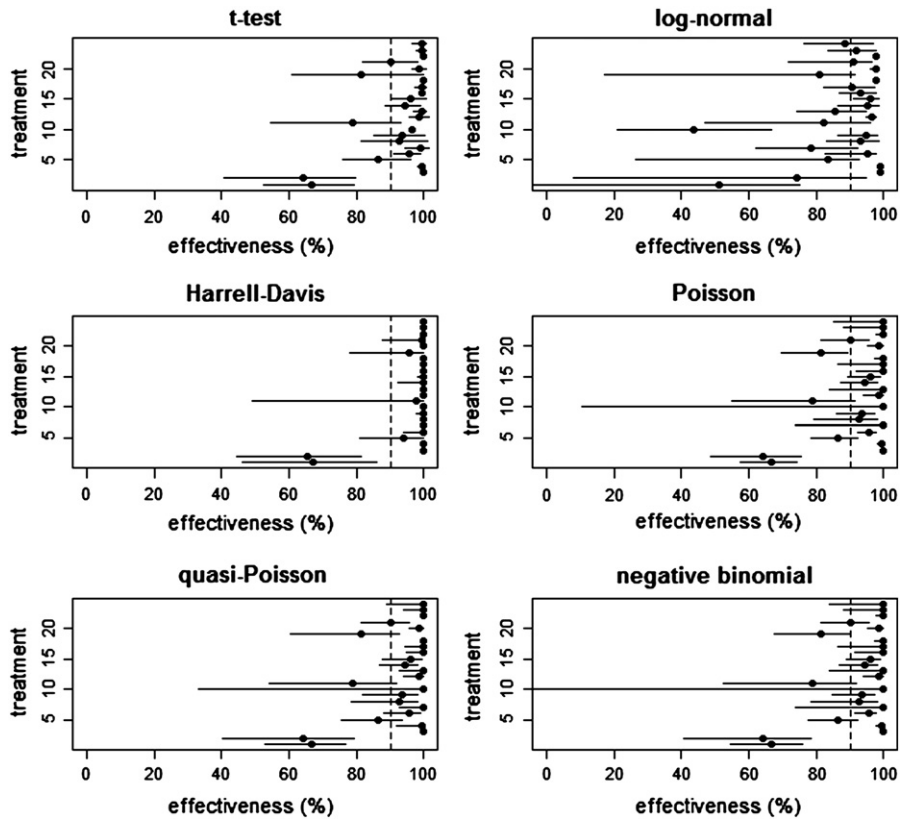 t-test
treatment
20
15
10
5
0 20 40 60 80 100
effectiveness (%)
log-normal
treatment
20
15
10
5
0 20 40 60 80 100
effectiveness (%)
Harrell-Davis
treatment
20
15
10
5
0 20 40 60 80 100
effectiveness (%)
Poisson
treatment
20
15
10
5
0 20 40 60 80 100
effectiveness (%)
quasi-Poisson
treatment
20
15
10
5
0 20 40 60 80 100
effectiveness (%)
negative binomial
treatment
20
15
10
5
0 20 40 60 80 100
effectiveness (%)